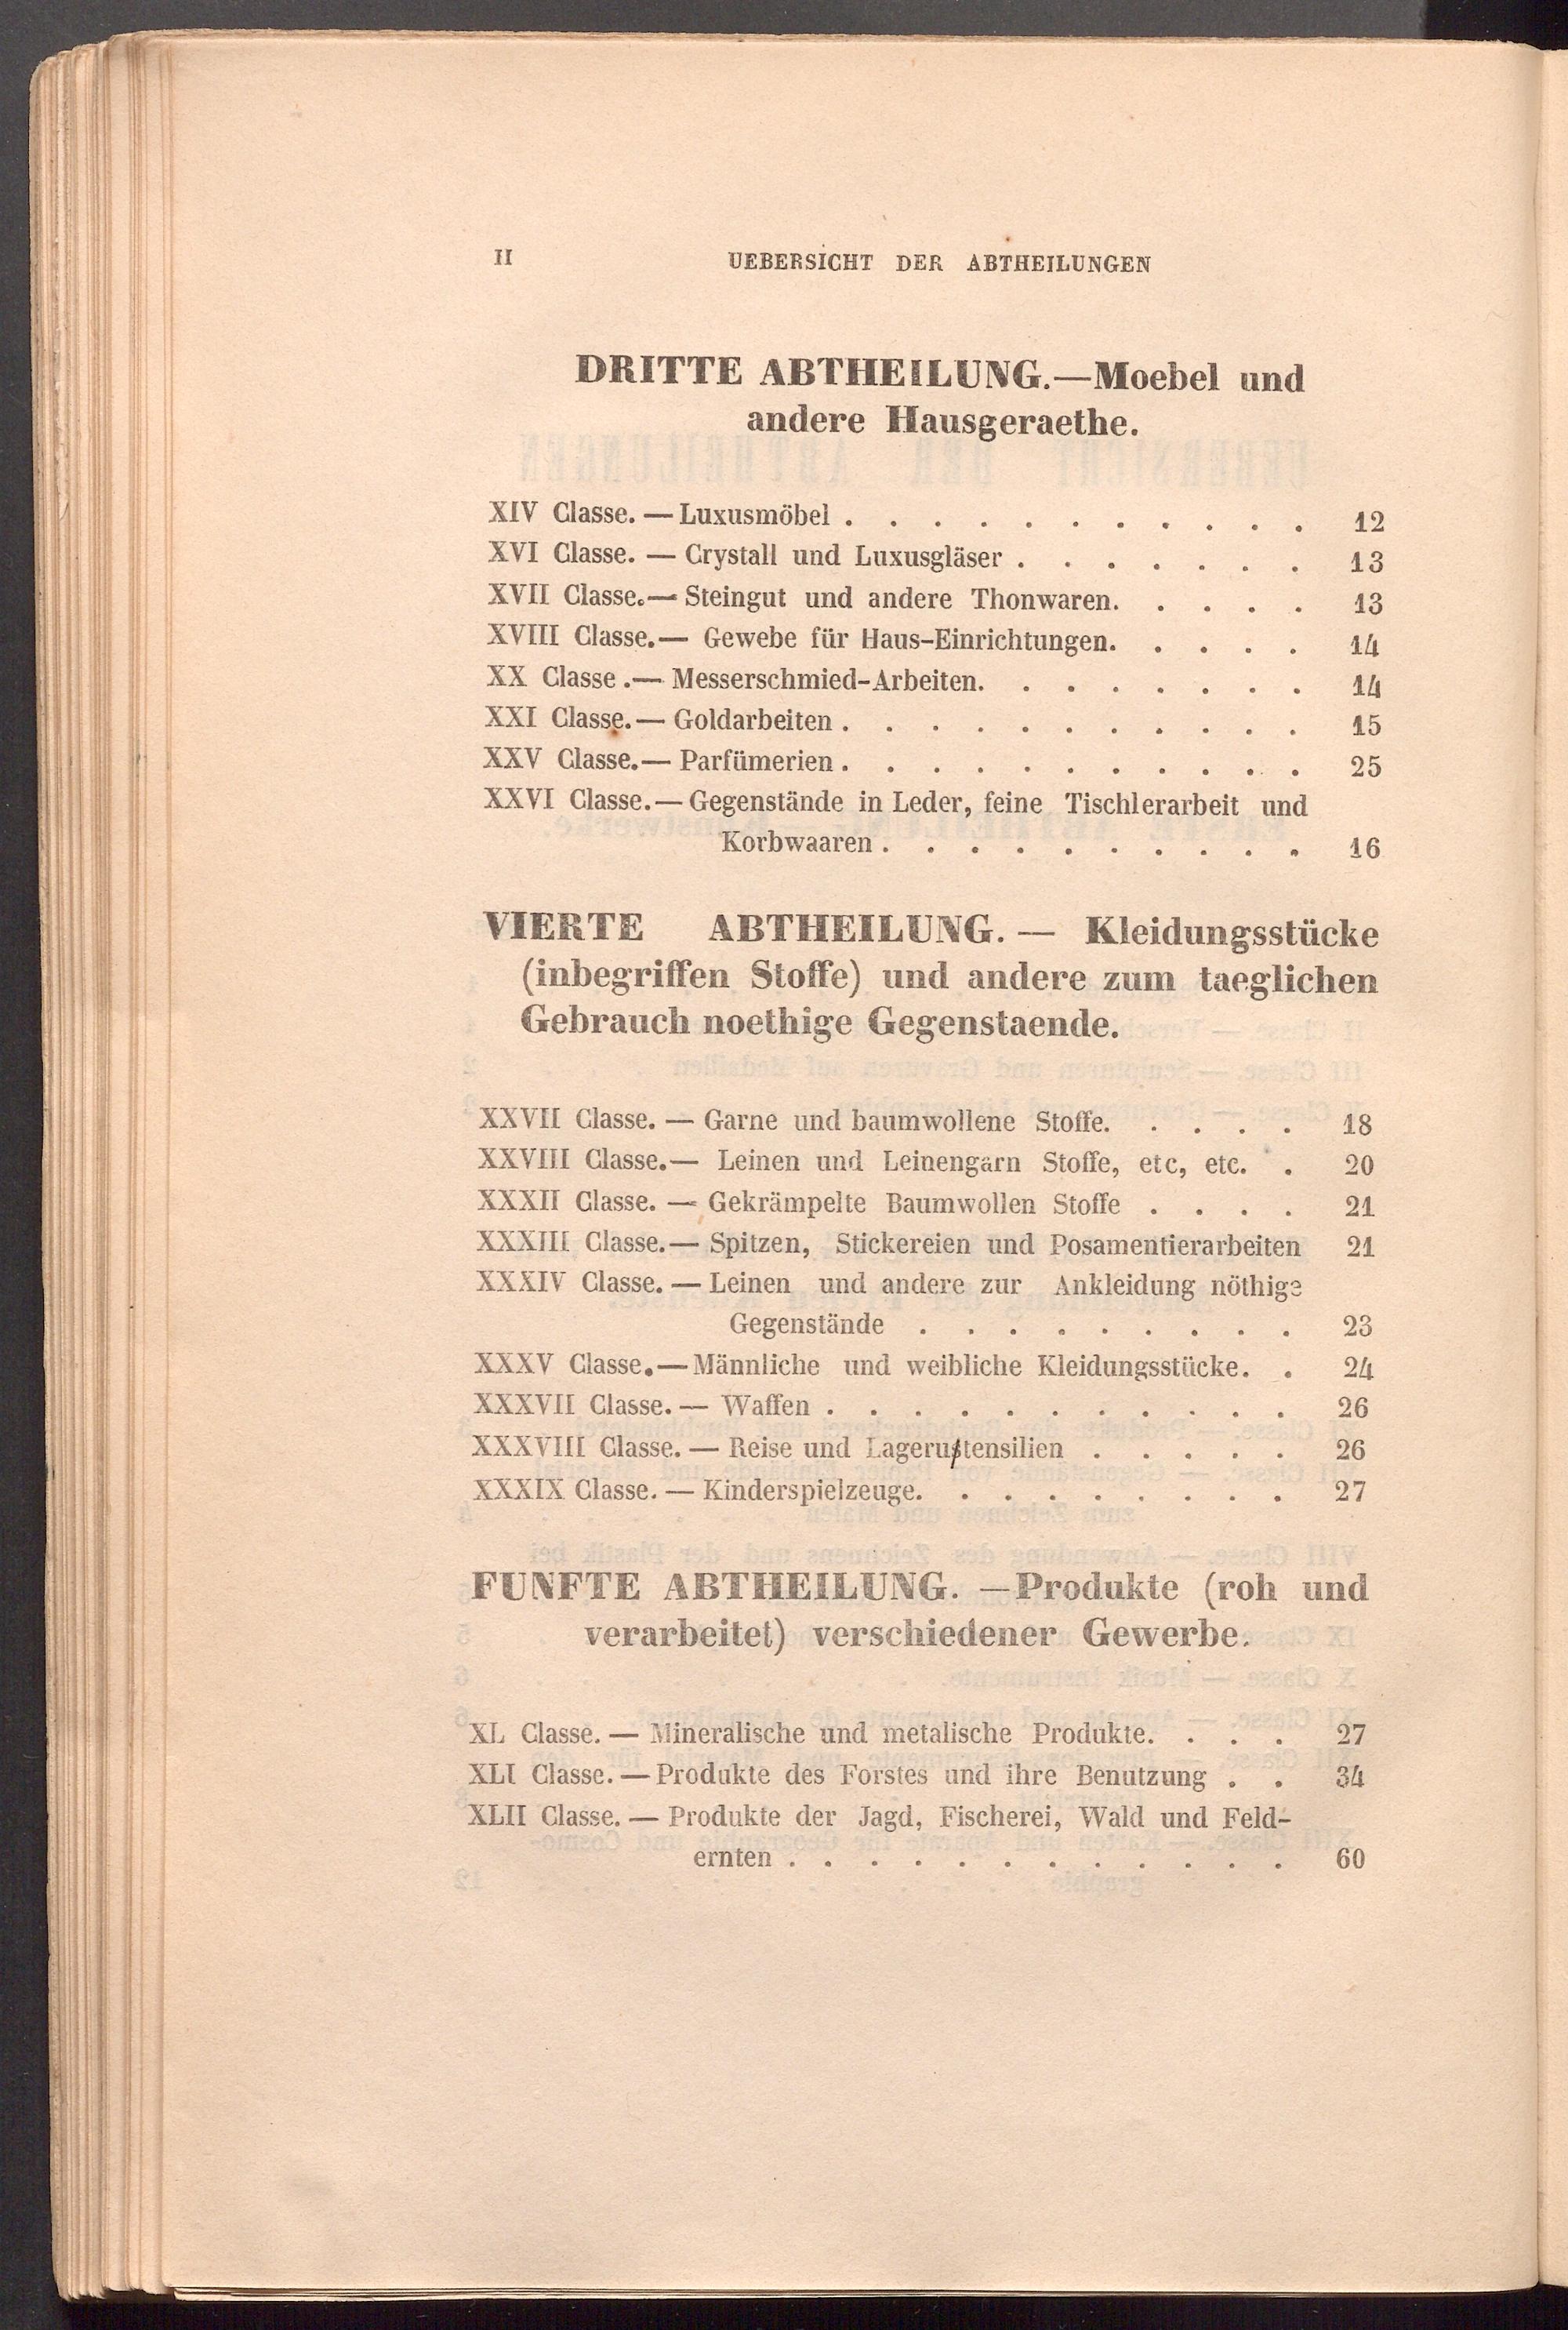 II UEBERSICHT DER ABTHEILUNGEN
DRITTE ABTHEILUNG.—Moebel und
andere Hausgeraethe.
XIV Classe. — Luxusmöbel . . . . . . . . . . . 12
XVI Classe. — Crystall und Luxusgläser . . . . . . . 13
XVII Classe.— Steingut und andere Thonwaren. . . . . 13
XVIII Classe.— Gewebe für Haus-Einrichtungen. . . . . 14
XX Classe .— Messerschmied-Arbeiten. . . . . . . . 14
XXI Classe.— Goldarbeiten . . . . . . . . . . . 15
XXV Classe.— Parfümerien . . . . . . . . . . . 25
XXVI Classe.— Gegenstände in Leder, feine Tischlerarbeit und
Korbwaaren . . . . . . . . . . 16
VIERTE ABTHEILUNG. — Kleidungsstücke
(inbegriffen Stoffe) und andere zum taeglichen
Gebrauch noethige Gegenstaende.
XXVII Classe. — Garne und baumwollene Stoffe. . . . . 18
XXVIII Classe.— Leinen und Leinengarn Stoffe, etc, etc. . . 20
XXXII Classe. — Gekrämpelte Baumwollen Stoffe . . . . 21
XXXIII Classe.— Spitzen, Stickereien und Posamentierarbeiten 21
XXXIV Classe. — Leinen und andere zur Ankleidung nöthige
Gegenstände . . . . . . . . . 23
XXXV Classe.—Männliche und weibliche Kleidungsstücke. . 24
XXXVII Classe. — Waffen . . . . . . . . . . . 26
XXXVIII Classe. — Reise und Lagerustensilien . . . . . 26
XXXIX Classe. — Kinderspielzeuge. . . . . . . . . 27
FUNFTE ABTHEILUNG. —Produkte (roh und
verarbeitet) verschiedener Gewerbe.
XL Classe. — Mineralische und metalische Produkte. . . . 27
XLI Classe. — Produkte des Forstes und ihre Benutzung . . 34
XLII Classe. — Produkte der Jagd, Fischerei, Wald und Feld-
ernten . . . . . . . . . . . . 60